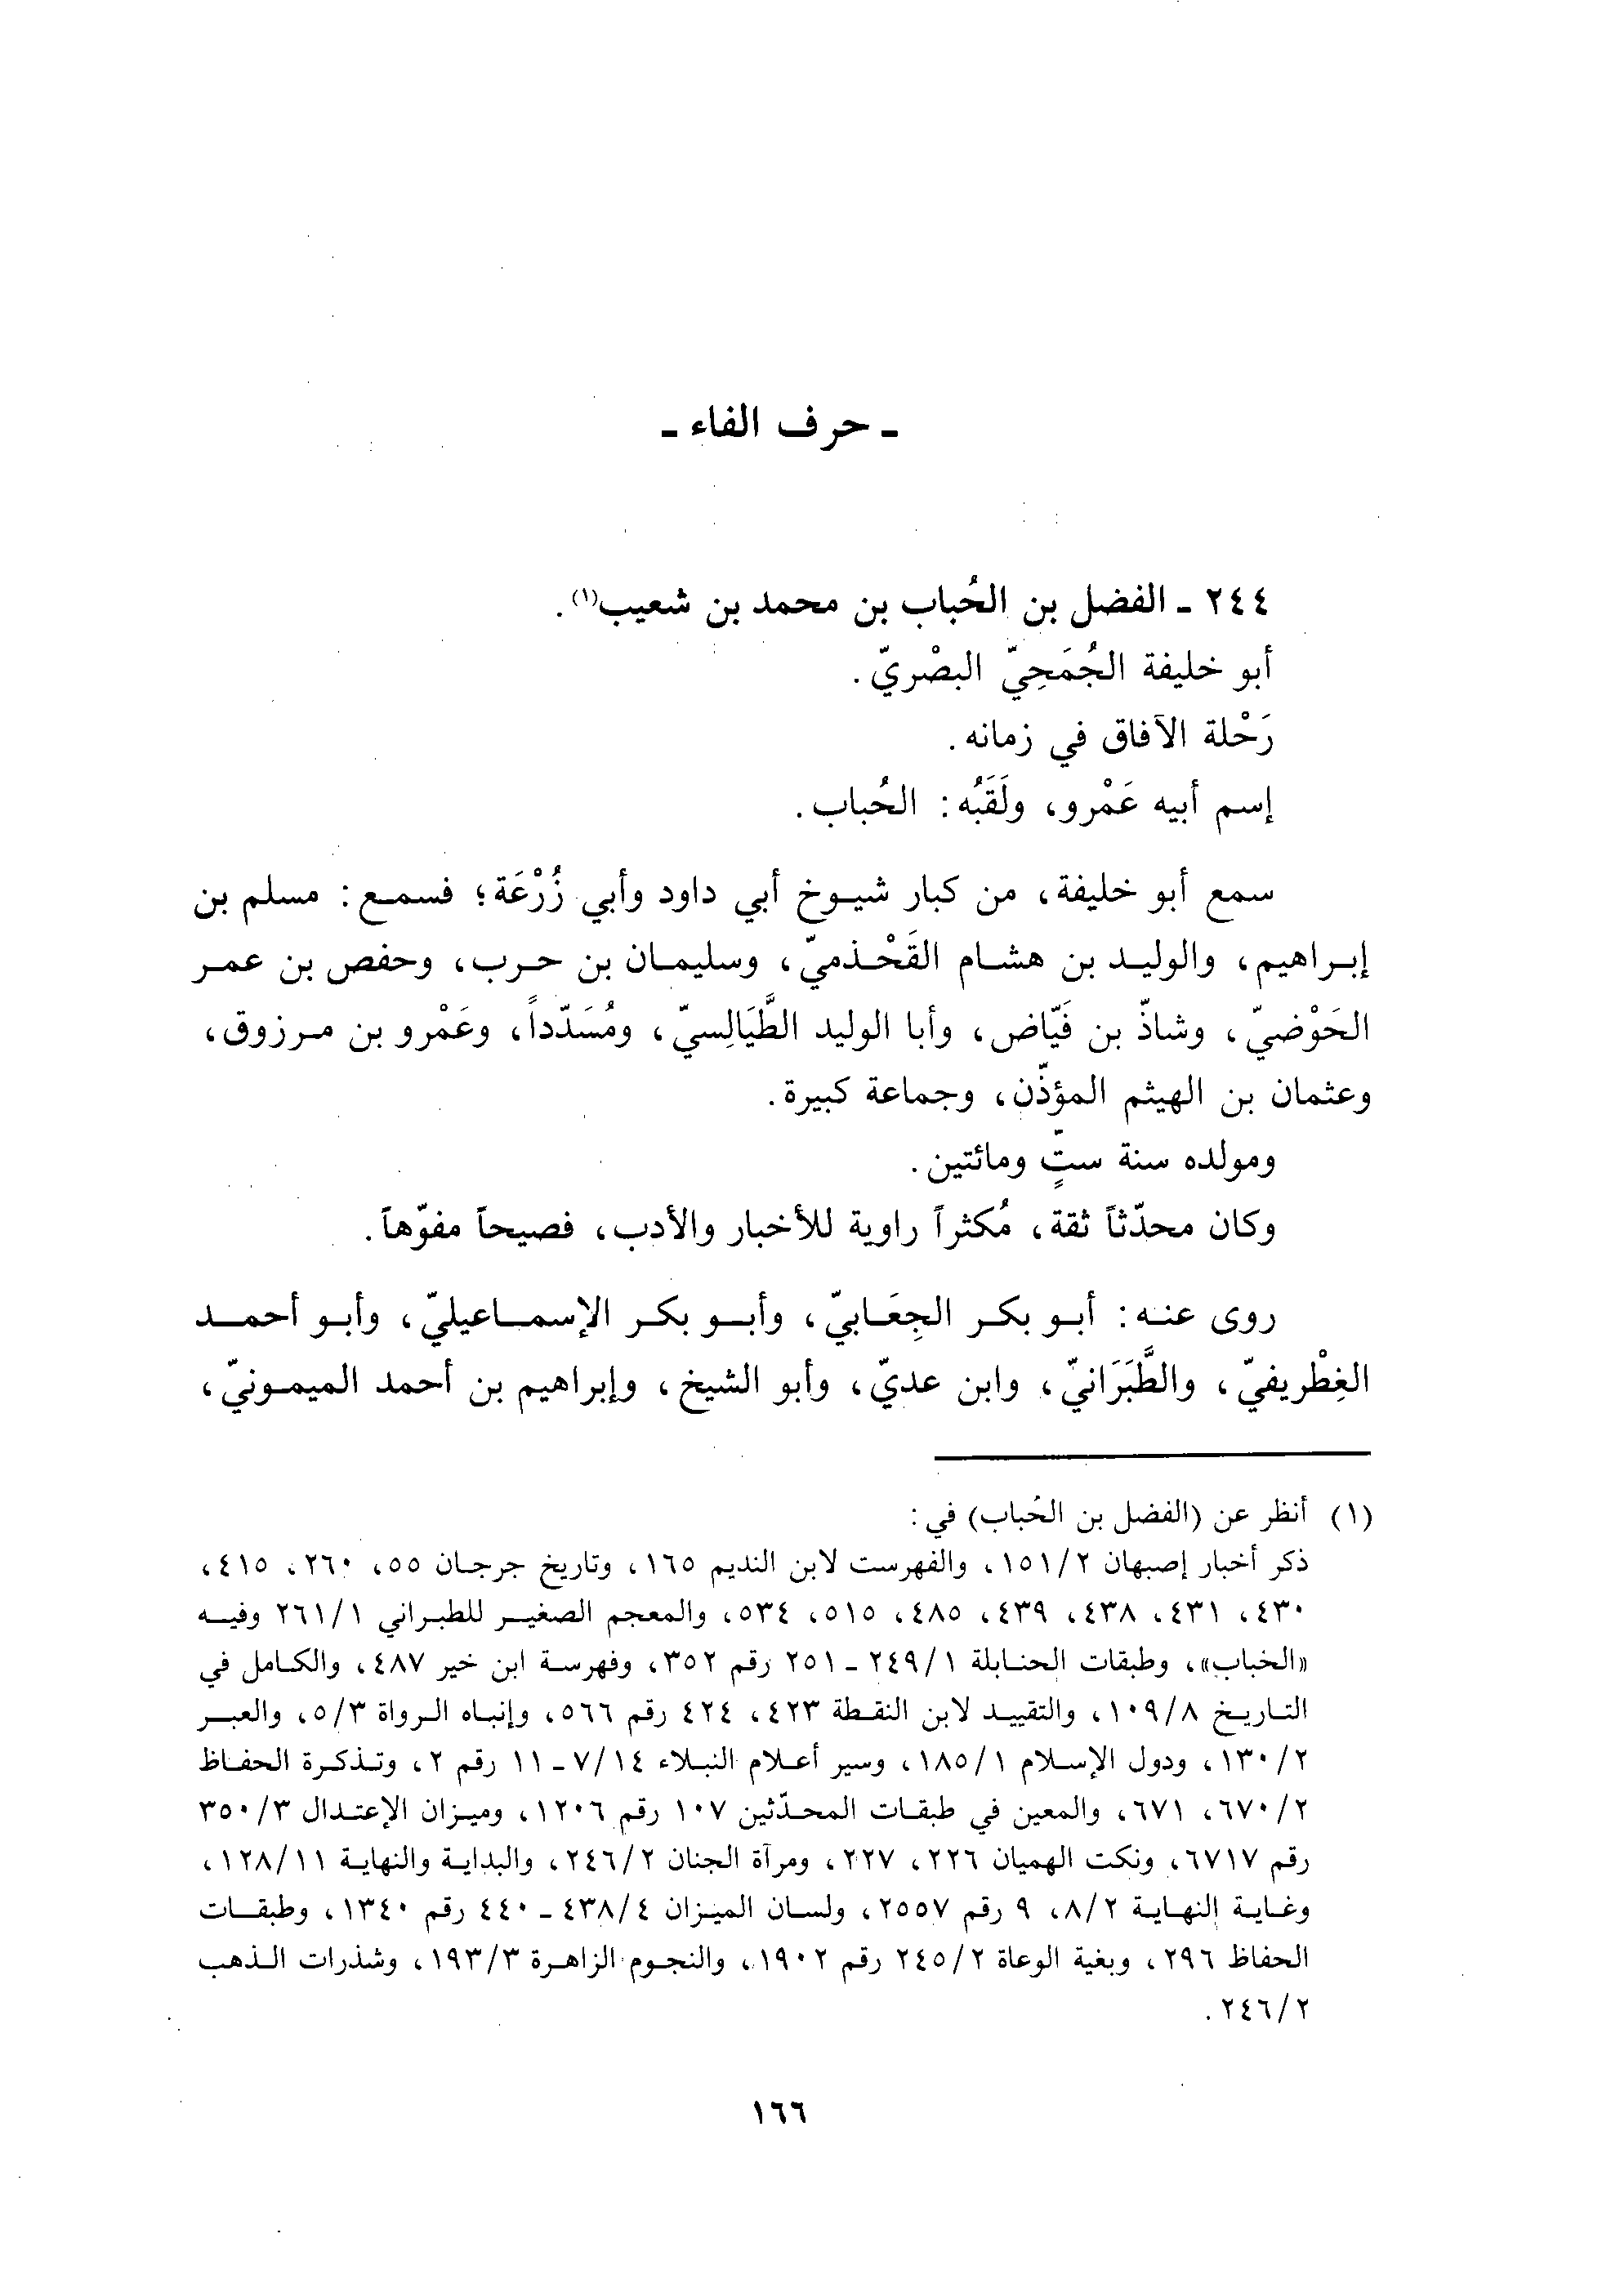 ـ حرف الفاء ـ
٢٤٤ ـ الفضل بن الحُباب بن محمد بن شعيب(١).
أبو خليفة الجُمَحِيّ البصْريّ.
رَحْلة الآفاق في زمانه.
إسم أبيه عَمْرو، ولَقَبُه: الحُباب.
سمع أبو خليفة، من كبار شيوخ أبي داود وأبي زُرْعَة؛ فسمع: مسلم بن
إبراهيم، والوليد بن هشام القَحْذميّ، وسليمان بن حرب، وحفص بن عمر
الحَوْضيّ، وشاذّ بن فَيّاض، وأبا الوليد الطَّيَالِسيّ، ومُسَدّداً، وعَمْرو بن مرزوق،
وعثمان بن الهيثم المؤذّن، وجماعة كبيرة.
ومولده سنة ستٍّ ومائتين.
وكان محدّثاً ثقة، مُكثراً راوية للأخبار والأدب، فصيحاً مفوّهاً.
روى عنه: أبو بكر الجِعَابيّ، وأبو بكر الإسماعيليّ، وأبو أحمد
الغِطْريفيّ، والطَّبَرَانيّ، وابن عديّ، وأبو الشيخ، وإبراهيم بن أحمد الميمونيّ،
(١) أنظر عن (الفضل بن الحُباب) في:
ذكر أخبار إصبهان ١٥١/٢، والفهرست لابن النديم ١٦٥، وتاريخ جرجان ٥٥، ٢٦٠، ٤١٥،
٤٣٠، ٤٣١، ٤٣٨، ٤٣٩، ٤٨٥، ٥١٥، ٥٣٤، والمعجم الصغير للطبراني ٢٦١/١ وفيه
«الخباب»، وطبقات الحنابلة ٢٤٩/١ ـ ٢٥١ رقم ٣٥٢، وفهرسة ابن خير ٤٨٧، والكامل في
التاريخ ١٠٩/٨، والتقييد لابن النقطة ٤٢٣، ٤٢٤ رقم ٥٦٦، وإنباه الرواة ٥/٣، والعبر
١٣٠/٢، ودول الإسلام ١٨٥/١، وسير أعلام النبلاء ٧/١٤ ـ ١١ رقم ٢، وتذكرة الحفاظ
٦٧٠/٢، ٦٧١، والمعين في طبقات المحدّثين ١٠٧ رقم ١٢٠٦، وميزان الإعتدال ٣٥٠/٣
رقم ٦٧١٧، ونكت الهميان ٢٢٦، ٢٢٧، ومرآة الجنان ٢٤٦/٢، والبداية والنهاية ١٢٨/١١،
وغاية النهاية ٨/٢، ٩ رقم ٢٥٥٧، ولسان الميزان ٤٣٨/٤ ـ ٤٤٠ رقم ١٣٤٠، وطبقات
الحفاظ ٢٩٦، وبغية الوعاة ٢٤٥/٢ رقم ١٩٠٢، والنجوم الزاهرة ١٩٣/٣، وشذرات الذهب
٢٤٦/٢.
١٦٦